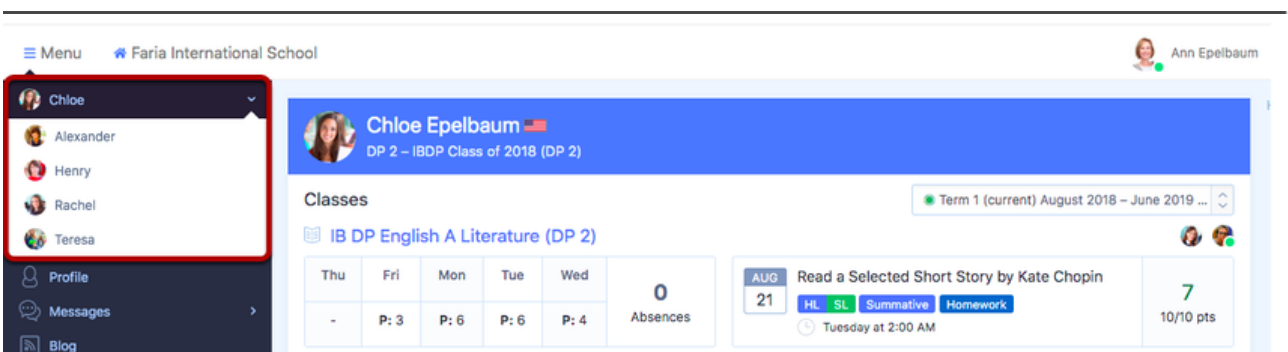 Menu Faria International School Ann Epelbaum
Chloe
Alexander
Henry
Rachel
Teresa
Profile
Messages
Blog
Chloe Epelbaum
DP 2 – IBDP Class of 2018 (DP 2)
Classes
Term 1 (current) August 2018 – June 2019 ...
IB DP English A Literature (DP 2)
Thu Fri Mon Tue Wed
- P: 3 P: 6 P: 6 P: 4
0
Absences
AUG
21
Read a Selected Short Story by Kate Chopin
HL SL Summative Homework
Tuesday at 2:00 AM
7
10/10 pts